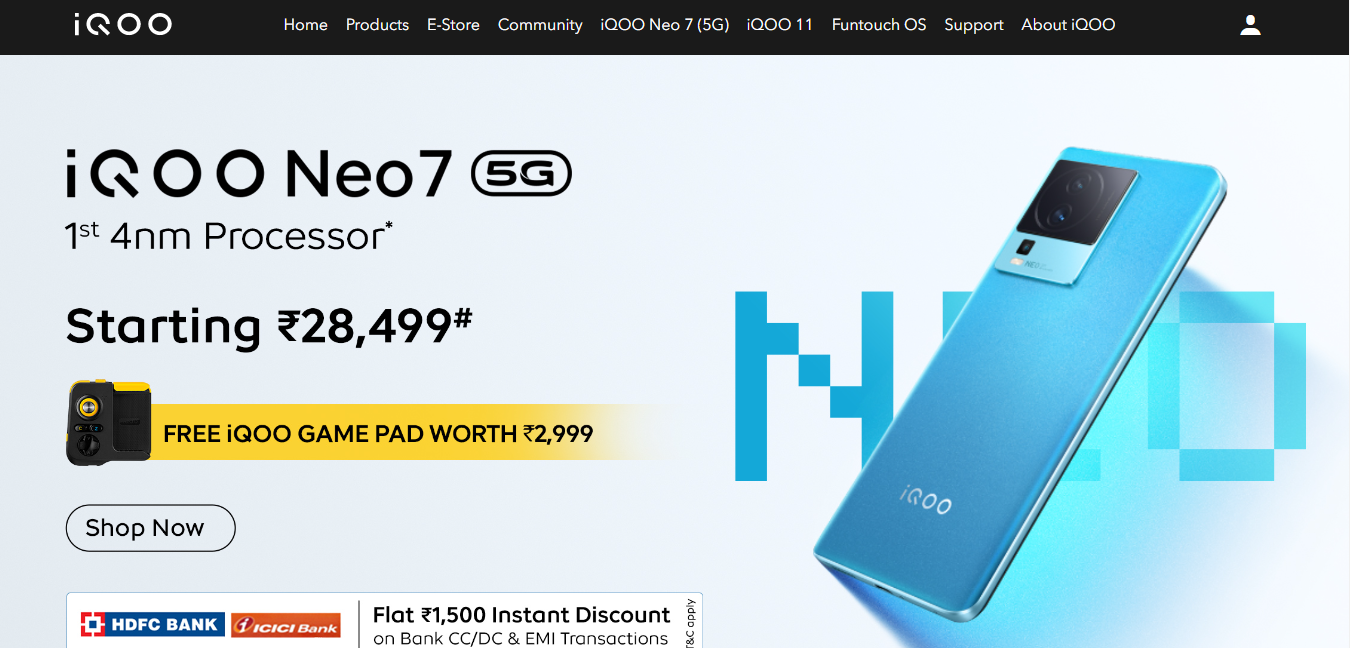 iQOO
Home Products E-Store Community iQOO Neo 7 (5G) iQOO 11 Funtouch OS Support About iQOO
iQOO Neo7 5G
1st 4nm Processor*
Starting ₹28,499#
FREE iQOO GAME PAD WORTH ₹2,999
Shop Now
HDFC BANK
ICICI Bank
Flat ₹1,500 Instant Discount
on Bank CC/DC & EMI Transactions
T&C apply
NEO
iQOO